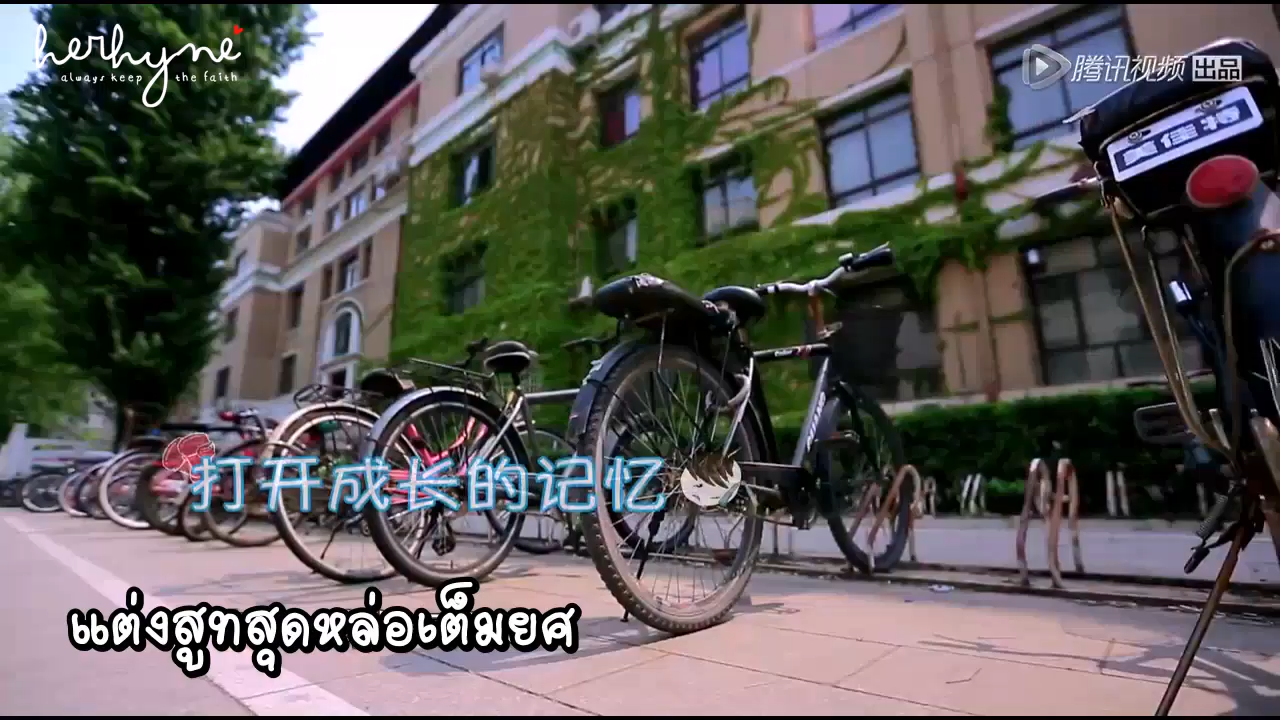 herhyne
always keep the faith
腾讯视频 出品
打开成长的记忆
แต่งสูทสุดหล่อเต็มยศ